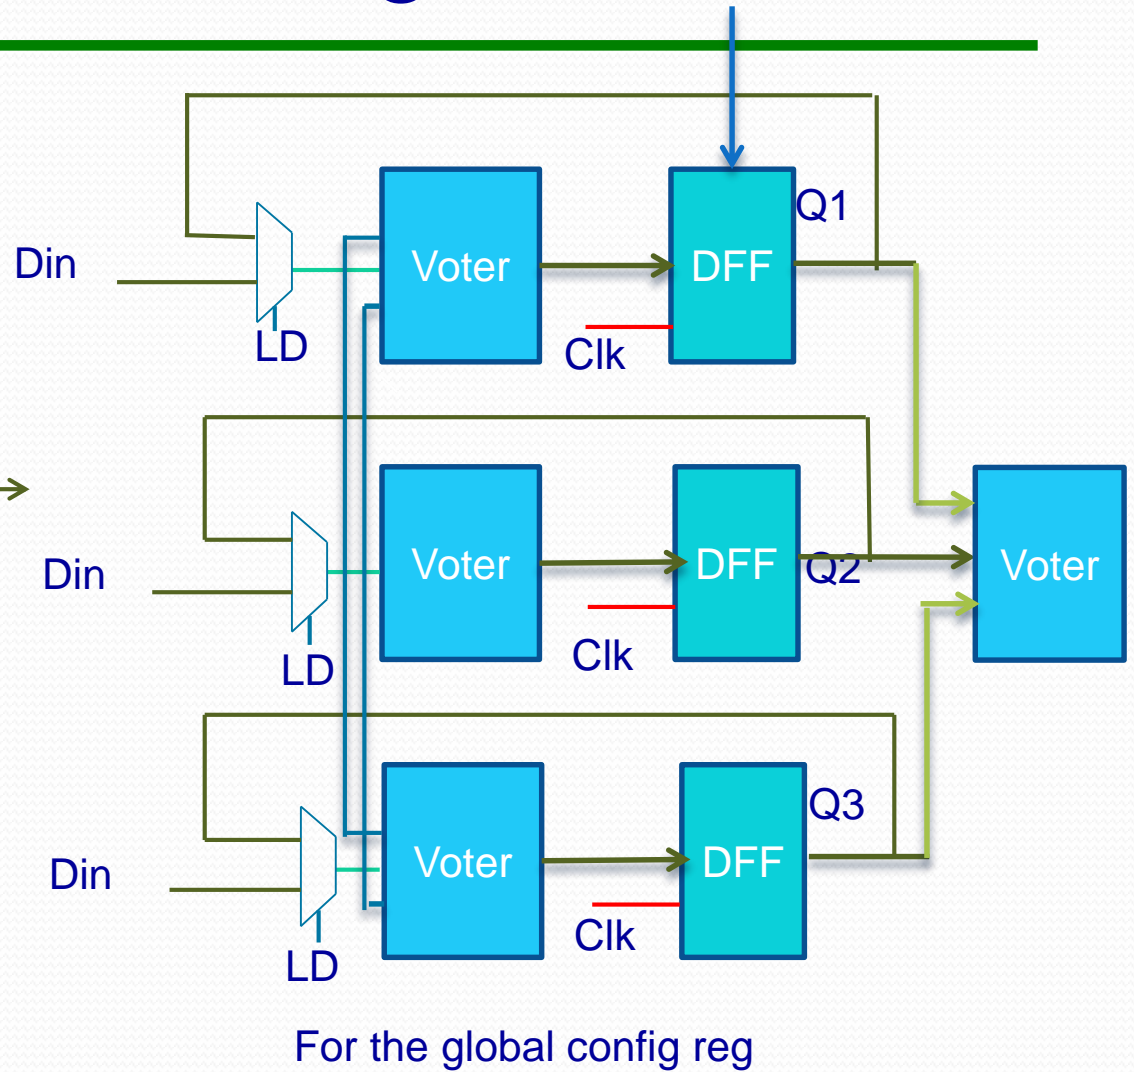 Q1
Din
Voter
DFF
LD
Clk
Voter
DFF
Q2
Voter
Din
Clk
LD
Q3
Din
Voter
DFF
Clk
LD
For the global config reg